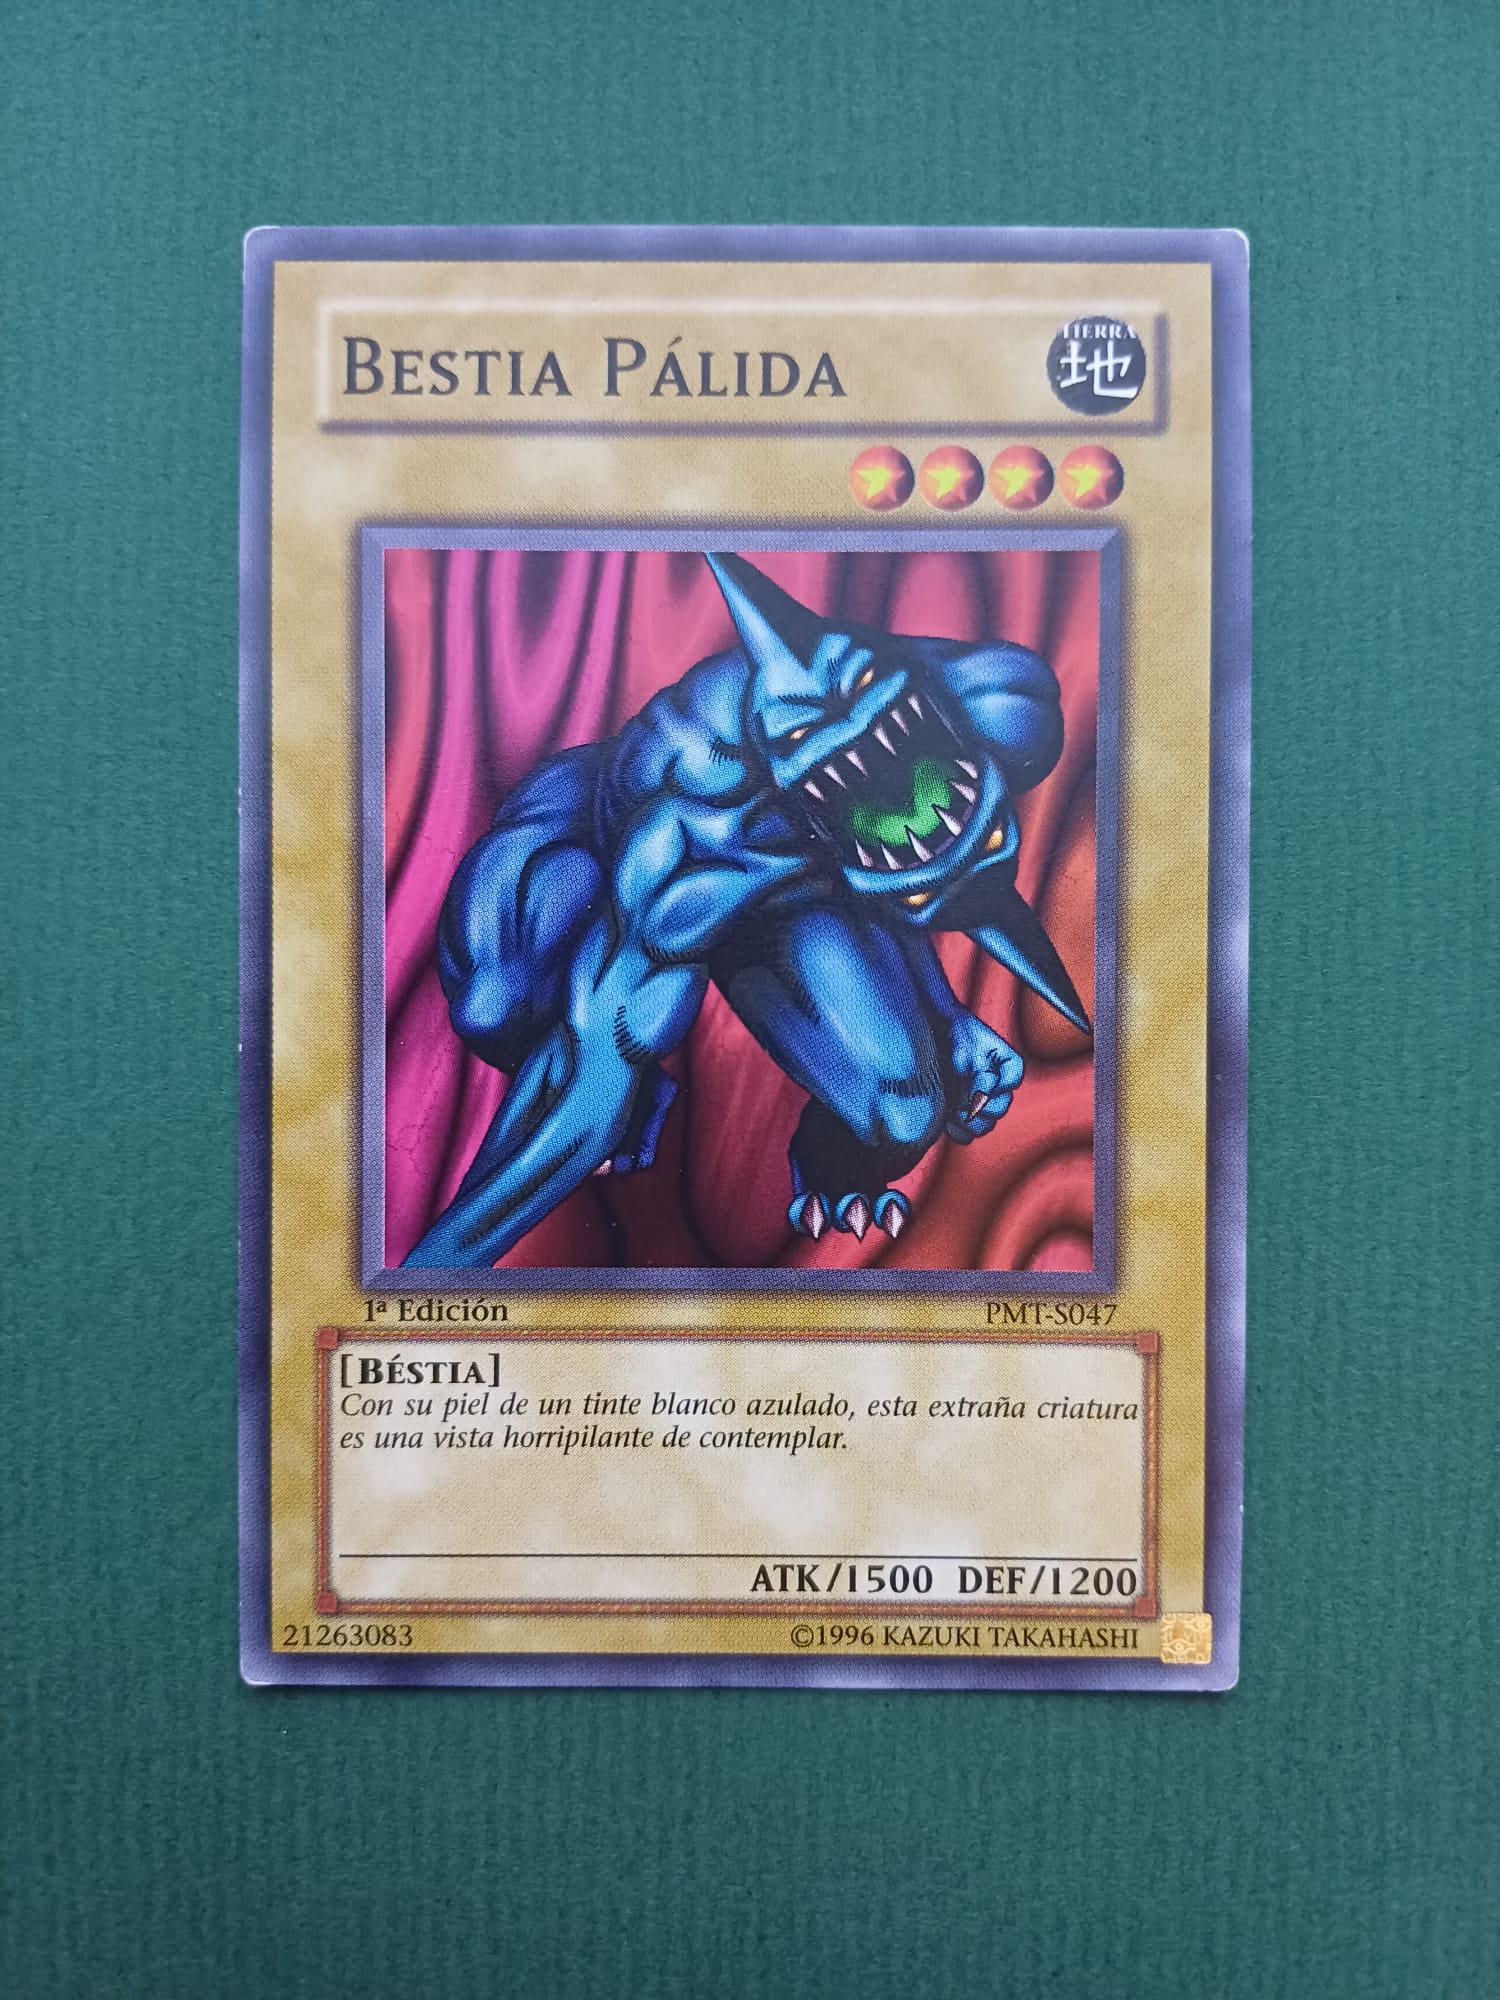 BESTIA PÁLIDA
TIERRA
地
1ª Edición
PMT-S047
[BÉSTIA]
Con su piel de un tinte blanco azulado, esta extraña criatura
es una vista horripilante de contemplar.
ATK/1500 DEF/1200
21263083
©1996 KAZUKI TAKAHASHI